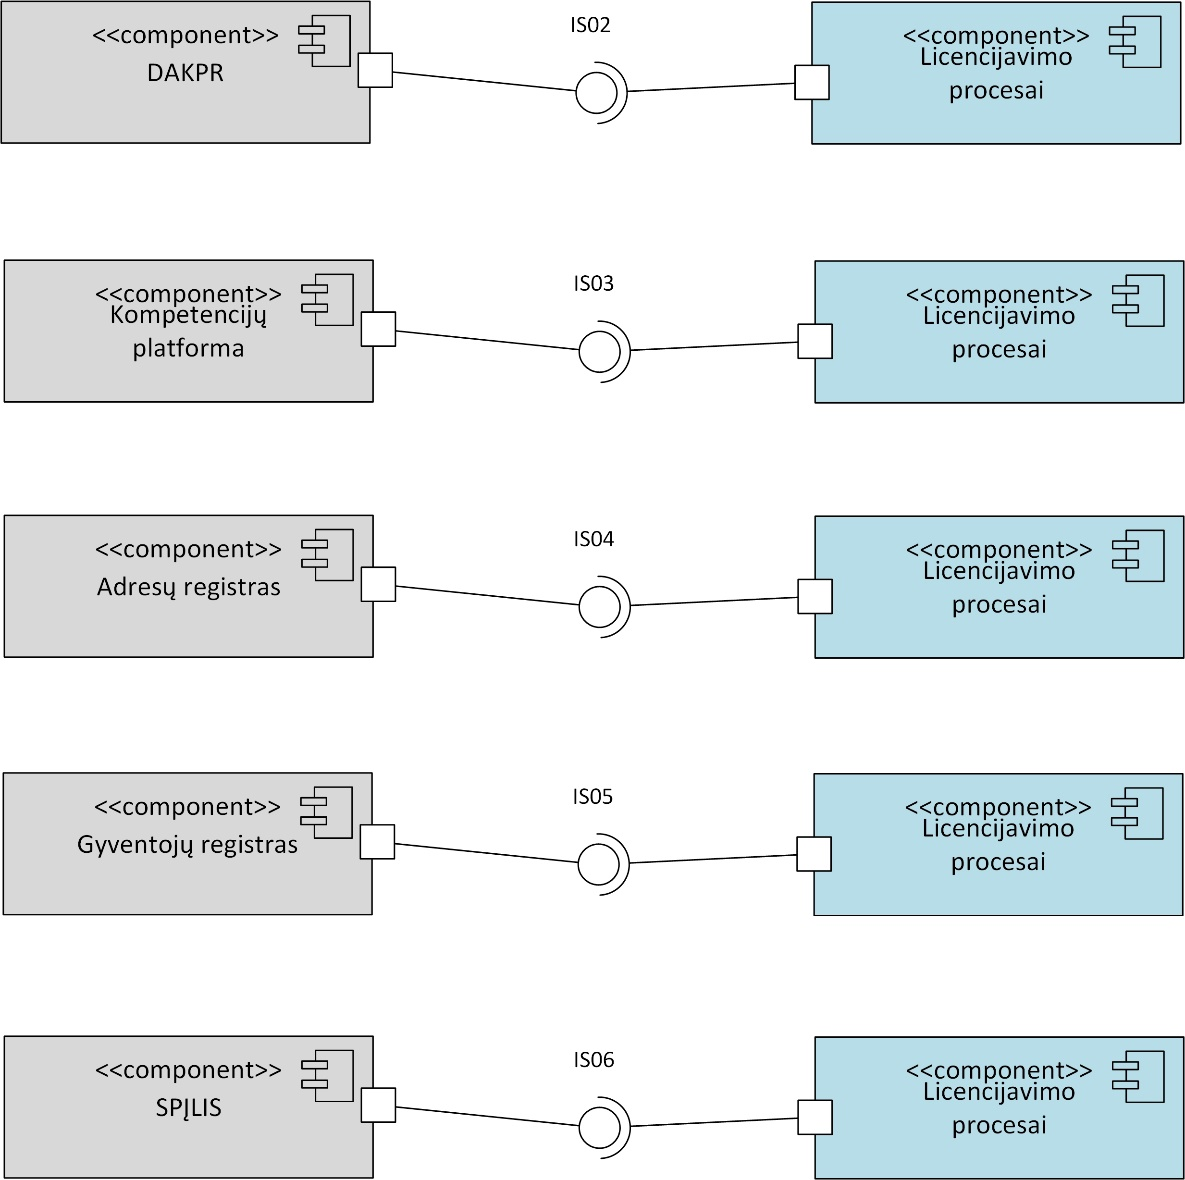 IS02
<<component>>
DAKPR
<<component>>
Licencijavimo
procesai
IS03
<<component>>
Kompetencijų
platforma
<<component>>
Licencijavimo
procesai
IS04
<<component>>
Adresų registras
<<component>>
Licencijavimo
procesai
IS05
<<component>>
Gyventojų registras
<<component>>
Licencijavimo
procesai
IS06
<<component>>
SPĮLIS
<<component>>
Licencijavimo
procesai